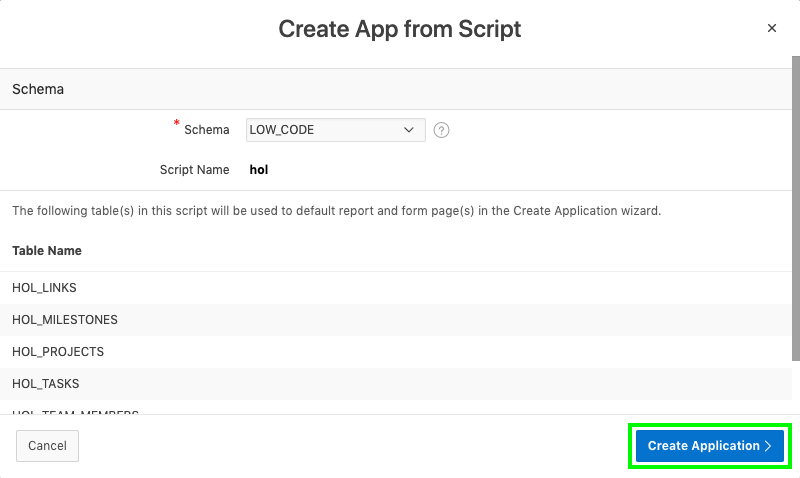 Create App from Script
Schema
* Schema LOW_CODE
Script Name hol
The following table(s) in this script will be used to default report and form page(s) in the Create Application wizard.
Table Name
HOL_LINKS
HOL_MILESTONES
HOL_PROJECTS
HOL_TASKS
HOL_TEAM_MEMBERS
Cancel
Create Application